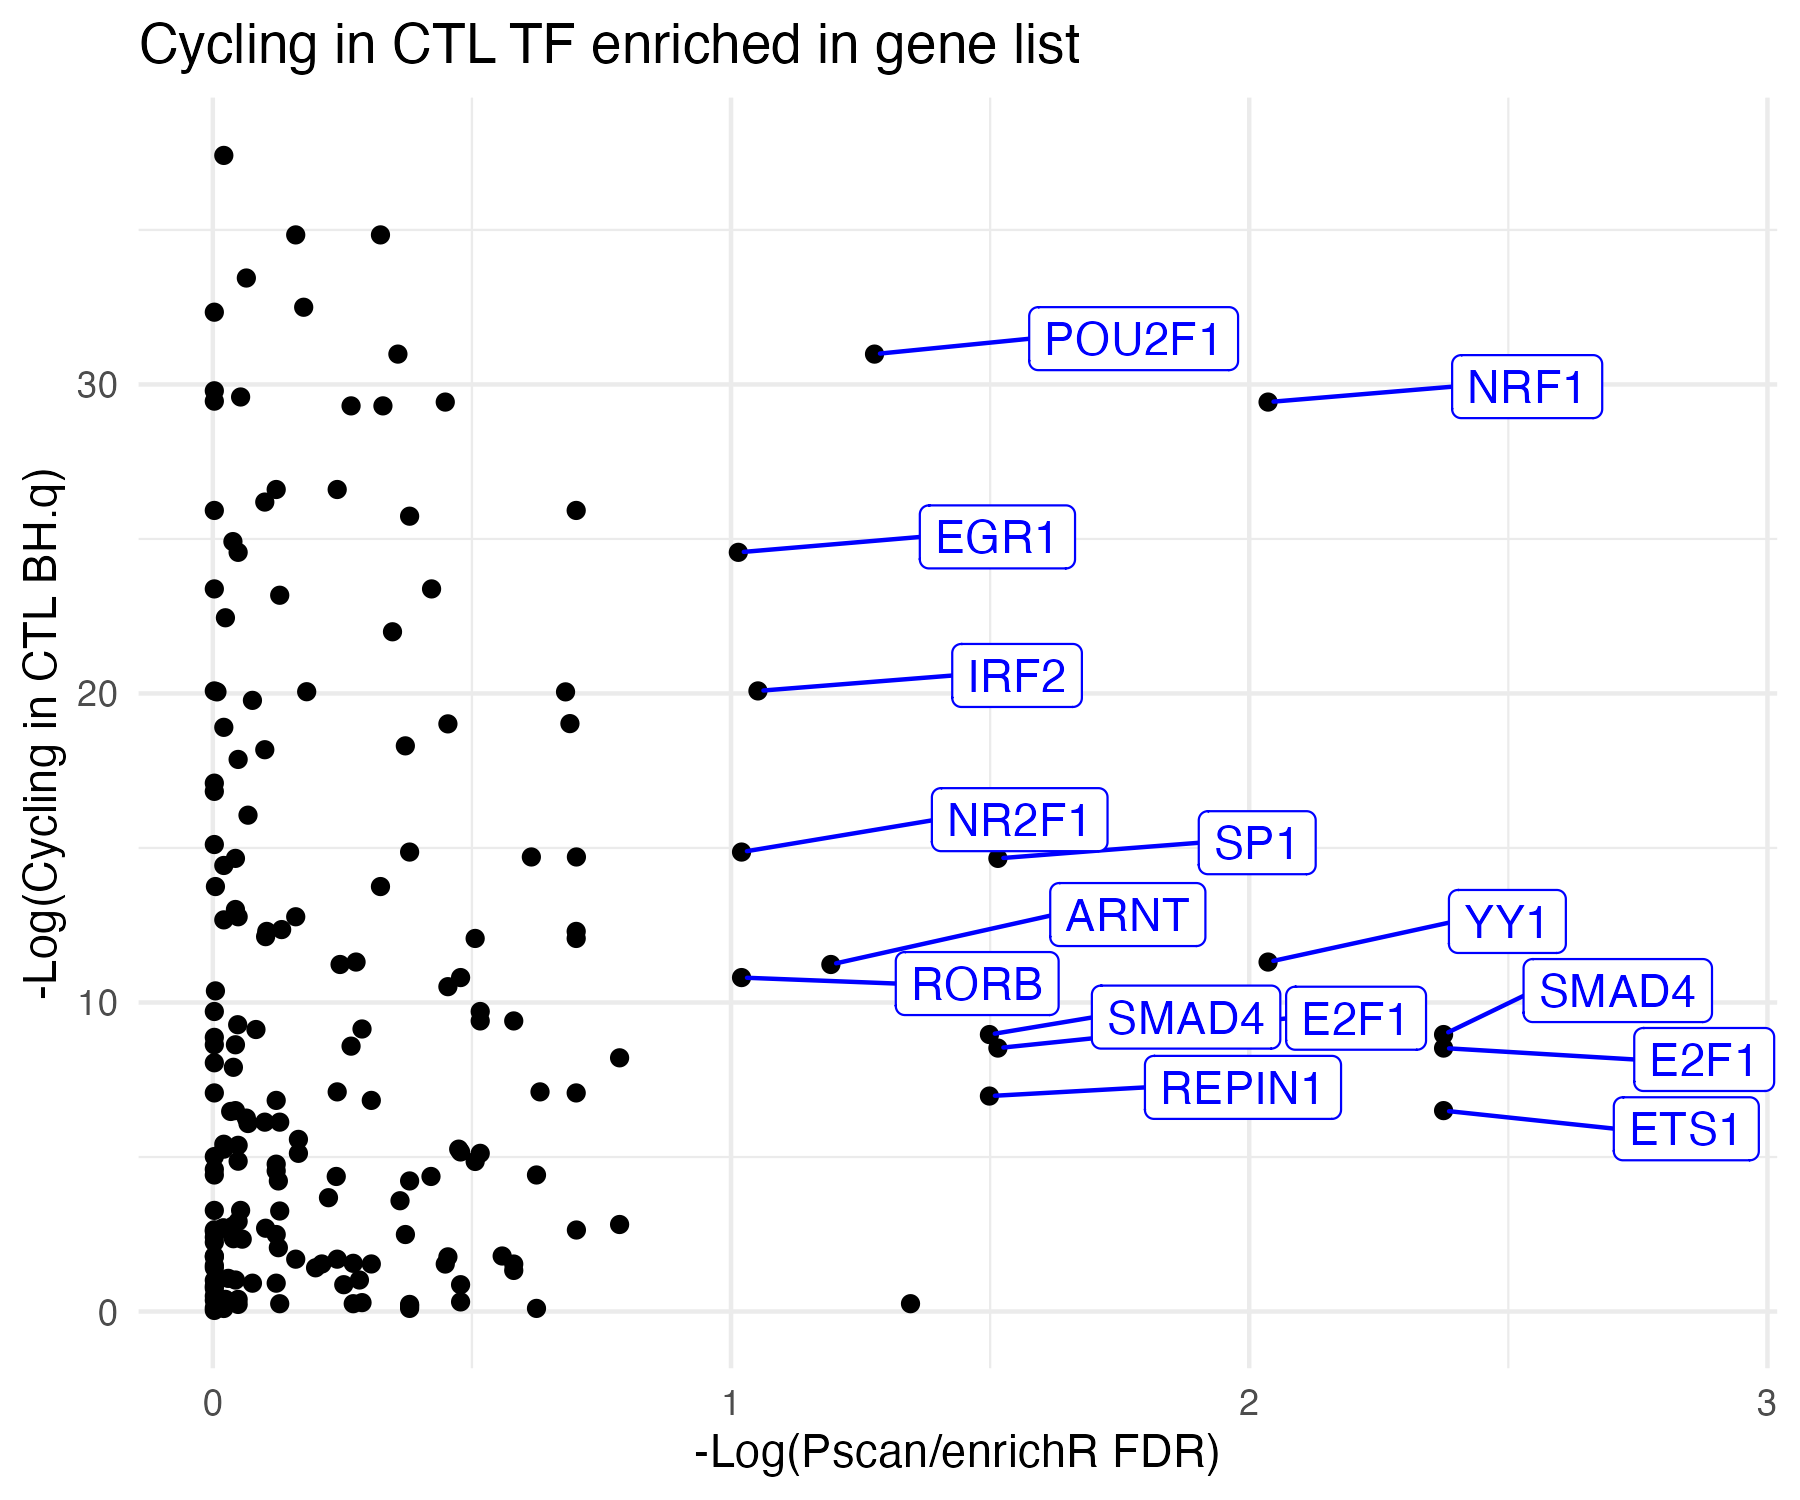 Cycling in CTL TF enriched in gene list
-Log(Cycling in CTL BH.q)
30
20
10
0
POU2F1
NRF1
EGR1
IRF2
NR2F1
SP1
ARNT
YY1
RORB
SMAD4
SMAD4
E2F1
E2F1
REPIN1
ETS1
0
1
2
3
-Log(Pscan/enrichR FDR)